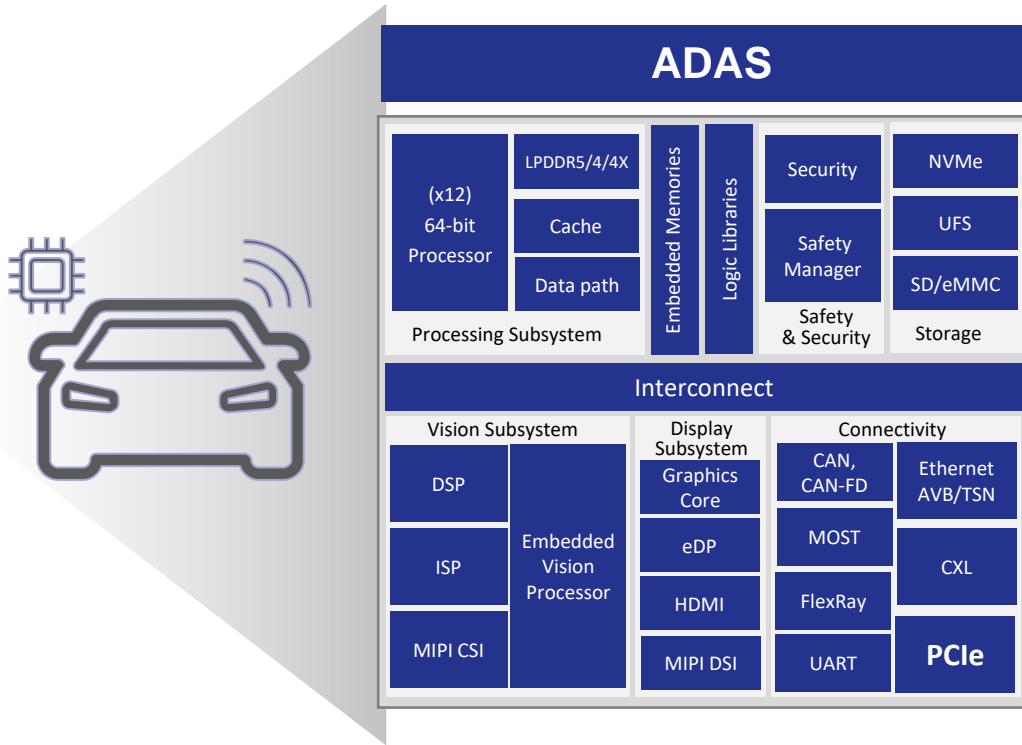 ADAS
(x12)
64-bit
Processor
LPDDR5/4/4X
Cache
Data path
Processing Subsystem
Embedded Memories
Logic Libraries
Security
Safety
Manager
Safety
& Security
NVMe
UFS
SD/eMMC
Storage
Interconnect
Vision Subsystem
DSP
ISP
MIPI CSI
Embedded
Vision
Processor
Display
Subsystem
Graphics
Core
eDP
HDMI
MIPI DSI
Connectivity
CAN,
CAN-FD
MOST
FlexRay
UART
Ethernet
AVB/TSN
CXL
PCIe